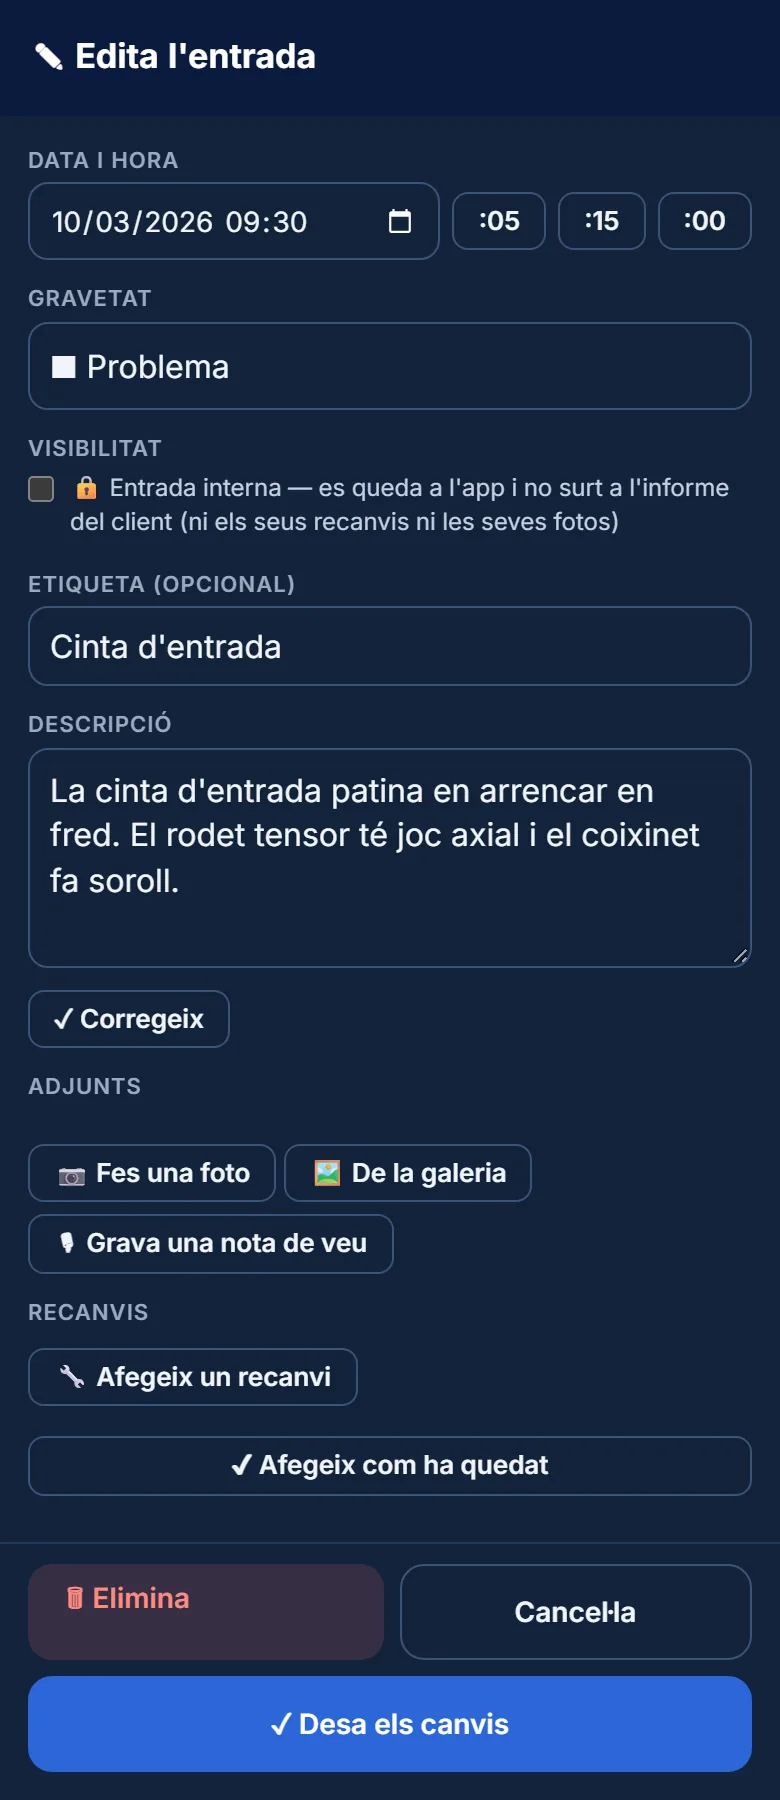 Edita l'entrada
DATA I HORA
10/03/2026 09:30
:05
:15
:00
GRAVETAT
Problema
VISIBILITAT
Entrada interna — es queda a l'app i no surt a l'informe
del client (ni els seus recanvis ni les seves fotos)
ETIQUETA (OPCIONAL)
Cinta d'entrada
DESCRIPCIÓ
La cinta d'entrada patina en arrencar en
fred. El rodet tensor té joc axial i el coixinet
fa soroll.
✓ Corregeix
ADJUNTS
Fes una foto
De la galeria
Grava una nota de veu
RECANVIS
Afegeix un recanvi
✓ Afegeix com ha quedat
Elimina
Cancel·la
✓ Desa els canvis